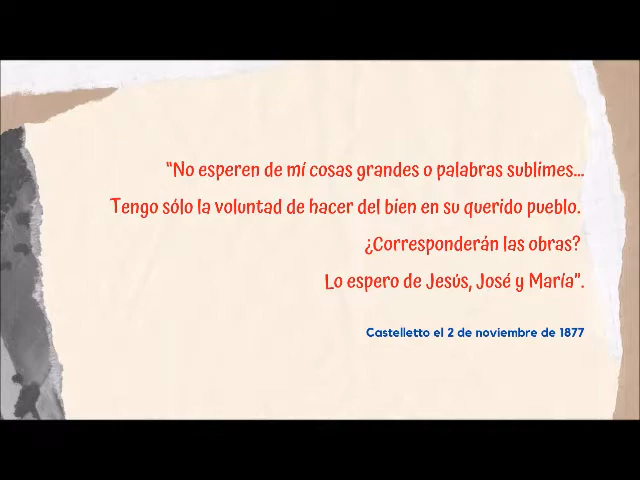 “No esperen de mí cosas grandes o palabras sublimes...
Tengo sólo la voluntad de hacer del bien en su querido pueblo.
¿Corresponderán las obras?
Lo espero de Jesús, José y María”.
Castelletto el 2 de noviembre de 1877